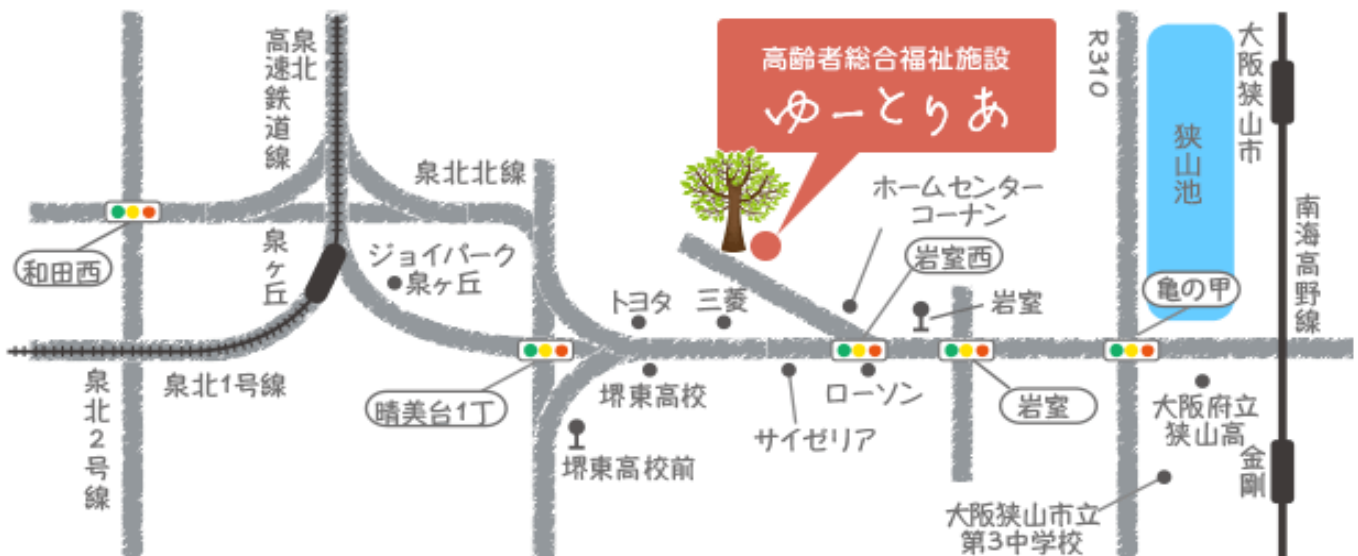 泉北
高速鉄道線
高齢者総合福祉施設
ゆーとりあ
R310
狭山池
大阪狭山市
南海高野線
泉北北線
ホームセンター
コーナン
和田西
泉ヶ丘
ジョイパーク
泉ヶ丘
岩室西
亀の甲
トヨタ
三菱
岩室
泉北1号線
泉北2号線
晴美台1丁
堺東高校
サイゼリア
ローソン
岩室
大阪府立
狭山高
堺東高校前
金剛
大阪狭山市立
第3中学校